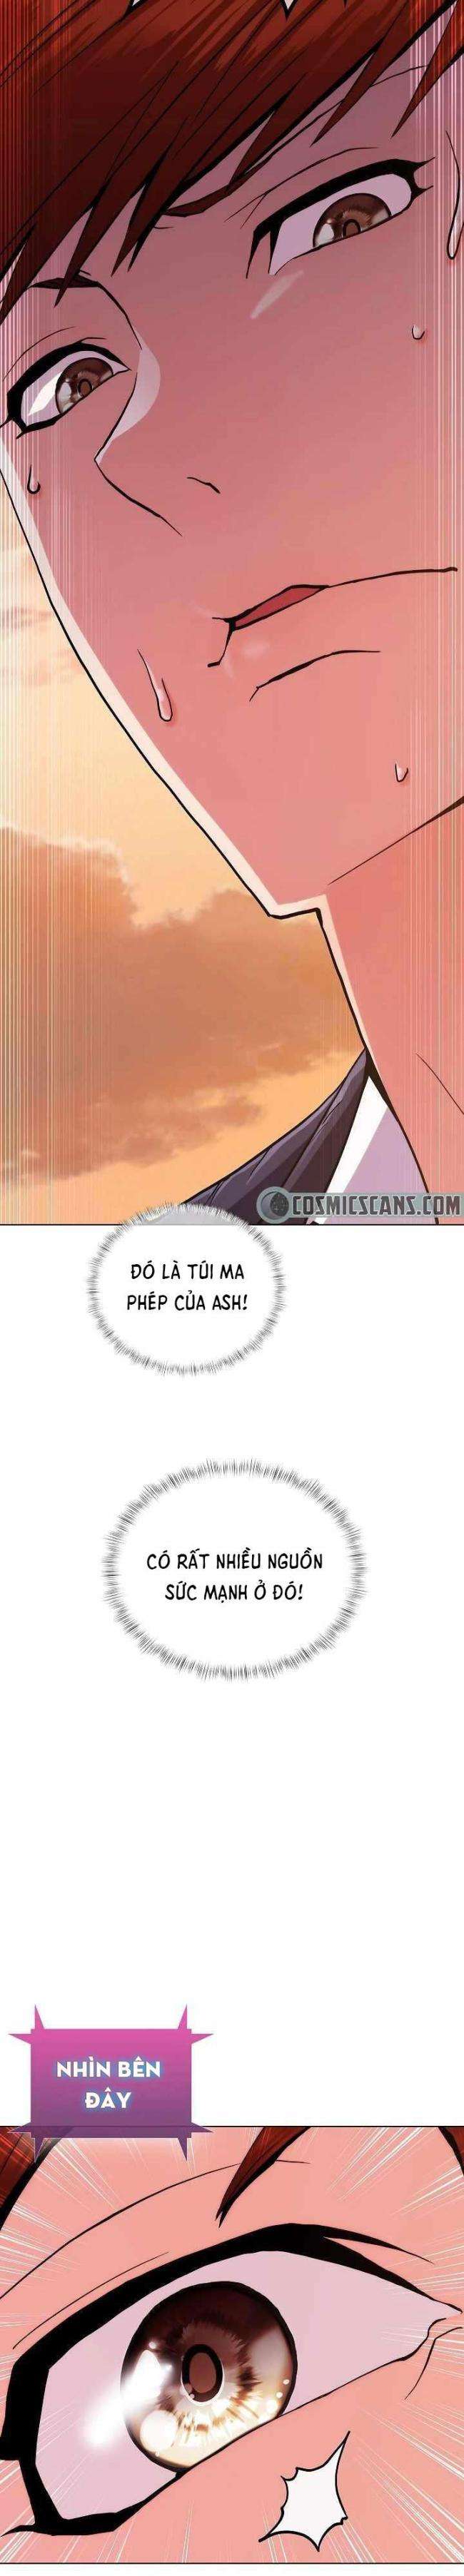 COSMICSCANS.COM
ĐÓ LÀ TÚI MA
PHÉP CỦA ASH!
CÓ RẤT NHIỀU NGUỒN
SỨC MẠNH Ở ĐÓ!
NHÌN BÊN
ĐÂY